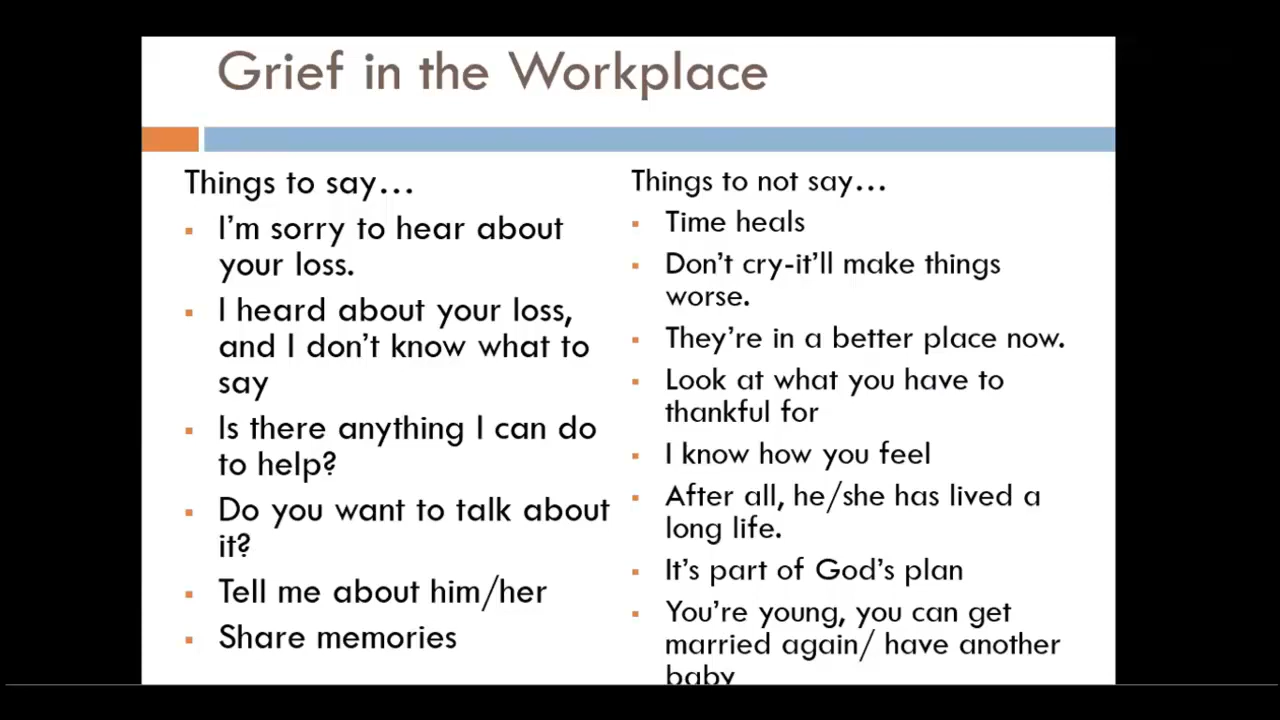 Grief in the Workplace
Things to say…
I'm sorry to hear about
your loss.
I heard about your loss,
and I don't know what to
say
Is there anything I can do
to help?
Do you want to talk about
it?
Tell me about him/her
Share memories
Things to not say…
Time heals
Don't cry-it'll make things
worse.
They're in a better place now.
Look at what you have to
thankful for
I know how you feel
After all, he/she has lived a
long life.
It's part of God's plan
You're young, you can get
married again/ have another
baby